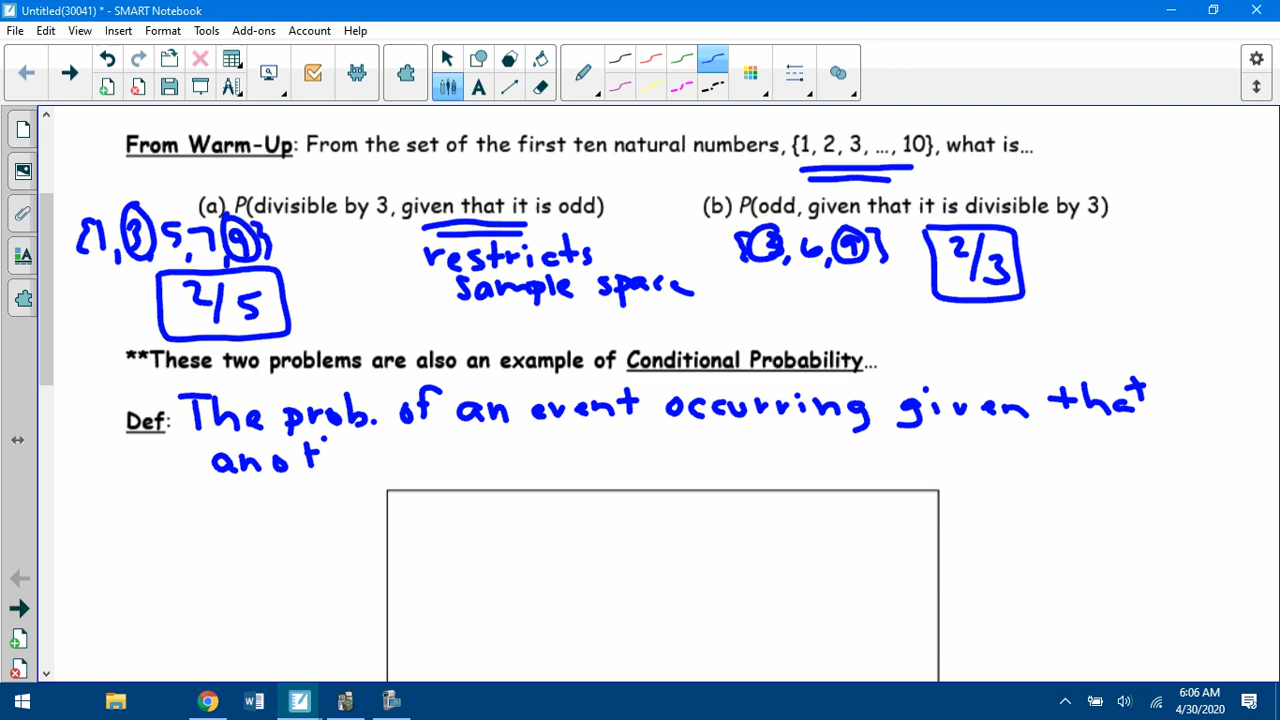 Untitled(30041) * - SMART Notebook
File Edit View Insert Format Tools Add-ons Account Help
From Warm-Up: From the set of the first ten natural numbers, {1, 2, 3, ..., 10}, what is...
(a) P(divisible by 3, given that it is odd) (b) P(odd, given that it is divisible by 3)
{1, 3, 5, 7, 9} restricts {3, 6, 9} 2/3
sample space
2/5
**These two problems are also an example of Conditional Probability...
Def: The prob. of an event occurring given that
anot
6:06 AM
4/30/2020